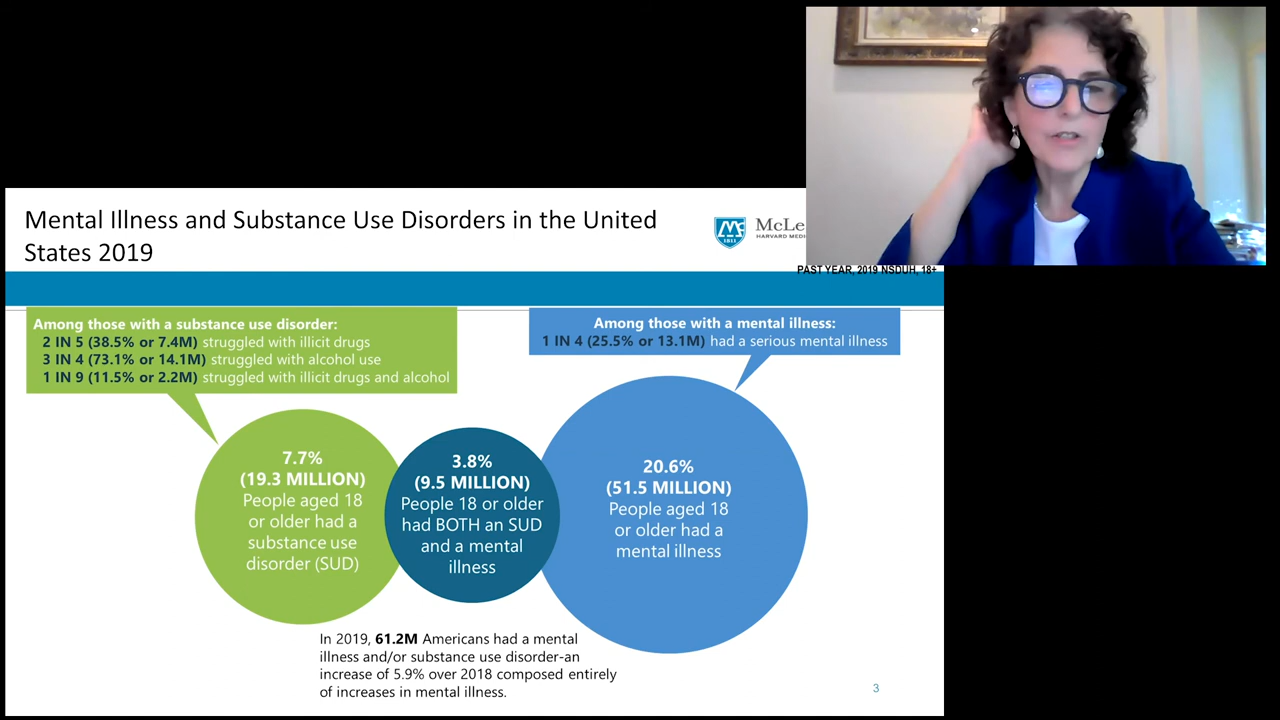 Mental Illness and Substance Use Disorders in the United
States 2019
1811
PAST YEAR, 2019 NSDUH, 18+
Among those with a substance use disorder:
2 IN 5 (38.5% or 7.4M) struggled with illicit drugs
3 IN 4 (73.1% or 14.1M) struggled with alcohol use
1 IN 9 (11.5% or 2.2M) struggled with illicit drugs and alcohol
Among those with a mental illness:
1 IN 4 (25.5% or 13.1M) had a serious mental illness
7.7%
(19.3 MILLION)
People aged 18
or older had a
substance use
disorder (SUD)
3.8%
(9.5 MILLION)
People 18 or older
had BOTH an SUD
and a mental
illness
20.6%
(51.5 MILLION)
People aged 18
or older had a
mental illness
In 2019, 61.2M Americans had a mental
illness and/or substance use disorder-an
increase of 5.9% over 2018 composed entirely
of increases in mental illness.
3